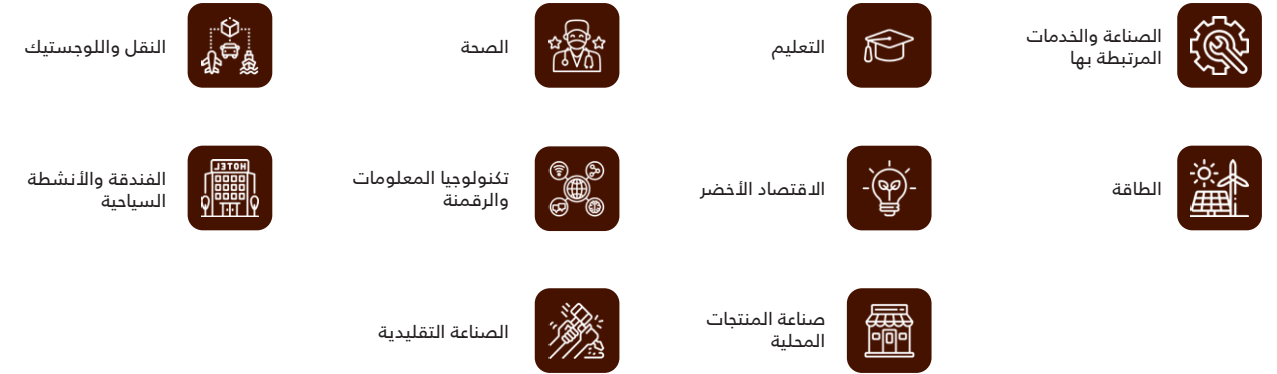 الصناعة والخدمات
المرتبطة بها
التعليم
الصحة
النقل واللوجستيك
الطاقة
الاقتصاد الأخضر
تكنولوجيا المعلومات
والرقمنة
الفندقة والأنشطة
السياحية
HOTEL
صناعة المنتجات
المحلية
الصناعة التقليدية